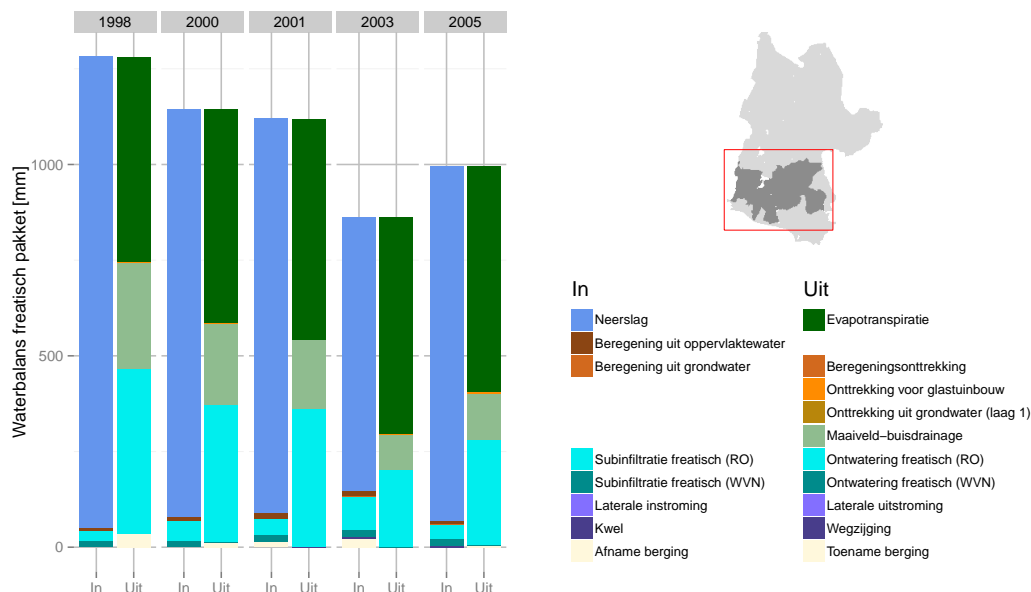 1998 2000 2001 2003 2005
Waterbalans freatisch pakket [mm]
1000
500
0
In Uit In Uit In Uit In Uit In Uit
In
Neerslag
Beregening uit oppervlaktewater
Beregening uit grondwater
Subinfiltratie freatisch (RO)
Subinfiltratie freatisch (WVN)
Laterale instroming
Kwel
Afname berging
Uit
Evapotranspiratie
Beregeningsonttrekking
Onttrekking voor glastuinbouw
Onttrekking uit grondwater (laag 1)
Maaiveld−buisdrainage
Ontwatering freatisch (RO)
Ontwatering freatisch (WVN)
Laterale uitstroming
Wegzijging
Toename berging